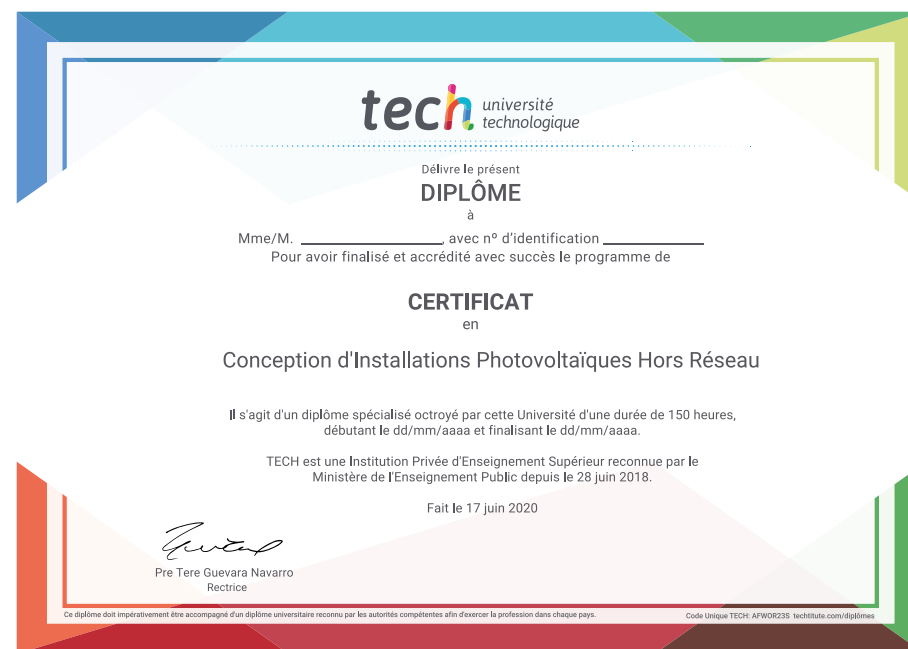 tech université
technologique
Délivre le présent
DIPLÔME
à
Mme/M. ____________________, avec nº d'identification ______________
Pour avoir finalisé et accrédité avec succès le programme de
CERTIFICAT
en
Conception d'Installations Photovoltaïques Hors Réseau
Il s'agit d'un diplôme spécialisé octroyé par cette Université d'une durée de 150 heures,
débutant le dd/mm/aaaa et finalisant le dd/mm/aaaa.
TECH est une Institution Privée d'Enseignement Supérieur reconnue par le
Ministère de l'Enseignement Public depuis le 28 juin 2018.
Fait le 17 juin 2020
Pre Tere Guevara Navarro
Rectrice
Ce diplôme doit impérativement être accompagné d'un diplôme universitaire reconnu par les autorités compétentes afin d'exercer la profession dans chaque pays.
Code Unique TECH: AFWOR23S techtitute.com/diplômes